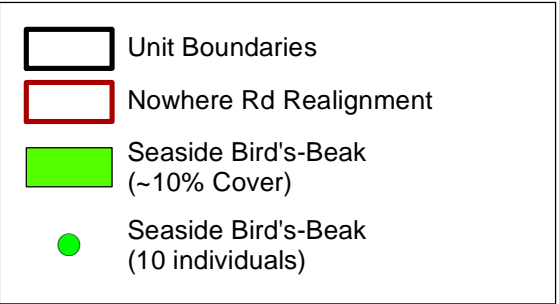 Unit Boundaries
Nowhere Rd Realignment
Seaside Bird's-Beak
(~10% Cover)
Seaside Bird's-Beak
(10 individuals)